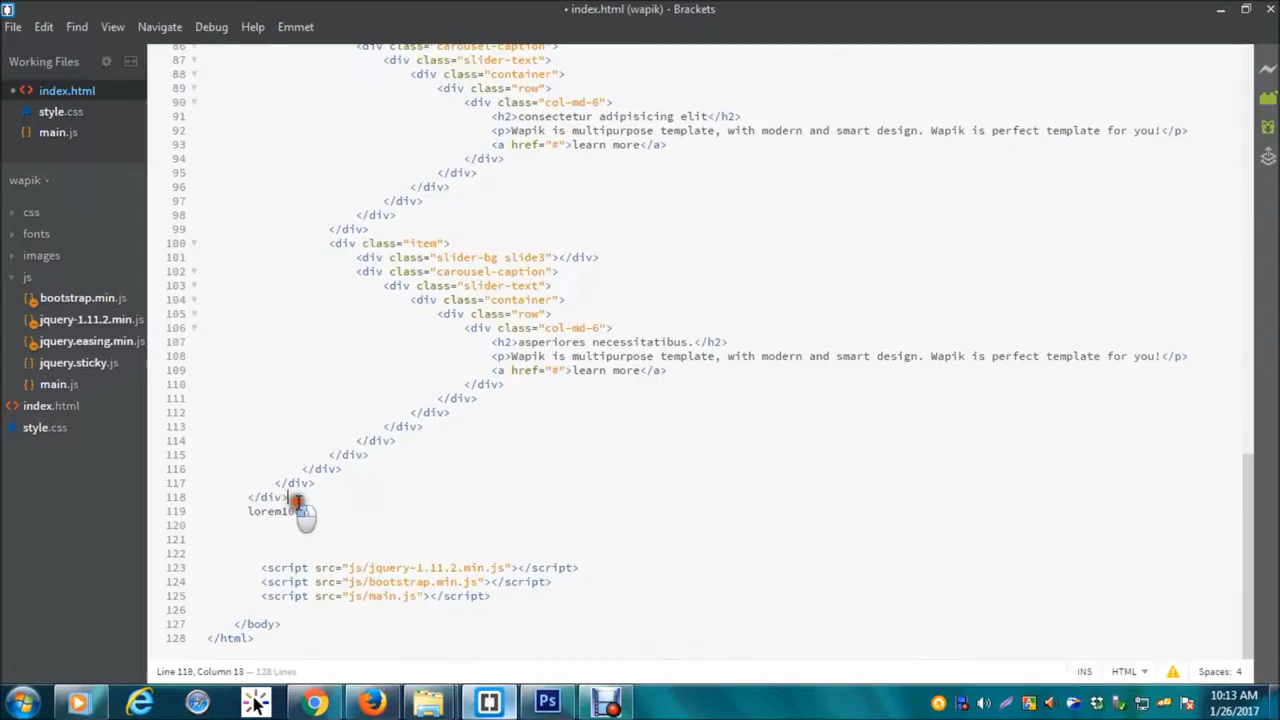 • index.html (wapik) - Brackets
File Edit Find View Navigate Debug Help Emmet
Working Files
index.html
style.css
main.js
wapik
css
fonts
images
js
bootstrap.min.js
jquery-1.11.2.min.js
jquery.easing.min.js
jquery.sticky.js
main.js
index.html
style.css
86 <div class="carousel-caption">
87 <div class="slider-text">
88 <div class="container">
89 <div class="row">
90 <div class="col-md-6">
91 <h2>consectetur adipisicing elit</h2>
92 <p>Wapik is multipurpose template, with modern and smart design. Wapik is perfect template for you!</p>
93 <a href="#">learn more</a>
94 </div>
95 </div>
96 </div>
97 </div>
98 </div>
99 </div>
100 <div class="item">
101 <div class="slider-bg slide3"></div>
102 <div class="carousel-caption">
103 <div class="slider-text">
104 <div class="container">
105 <div class="row">
106 <div class="col-md-6">
107 <h2>asperiores necessitatibus.</h2>
108 <p>Wapik is multipurpose template, with modern and smart design. Wapik is perfect template for you!</p>
109 <a href="#">learn more</a>
110 </div>
111 </div>
112 </div>
113 </div>
114 </div>
115 </div>
116 </div>
117 </div>
118 </div>
119
120
121
122
123 <script src="js/jquery-1.11.2.min.js"></script>
124 <script src="js/bootstrap.min.js"></script>
125 <script src="js/main.js"></script>
126
127 </body>
128 </html>
Line 118, Column 13 — 128 Lines
INS HTML Spaces: 4
Ps
10:13 AM
1/26/2017